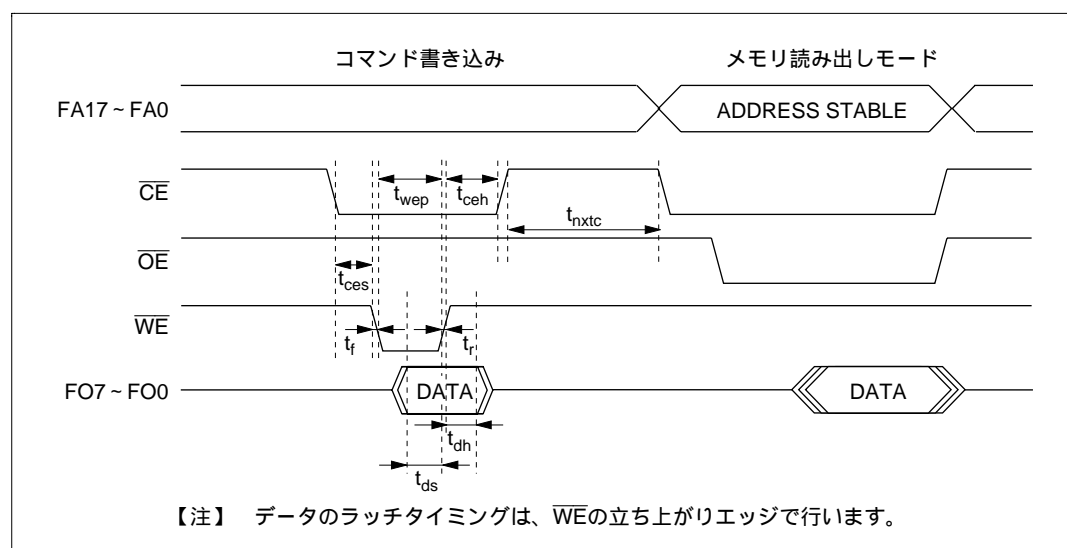 コマンド書き込み
メモリ読み出しモード
FA17 ~ FA0
ADDRESS STABLE
CE
twep
tceh
tnxtc
OE
tces
WE
tf
tr
FO7 ~ FO0
DATA
DATA
tdh
tds
【注】 データのラッチタイミングは、WEの立ち上がりエッジで行います。